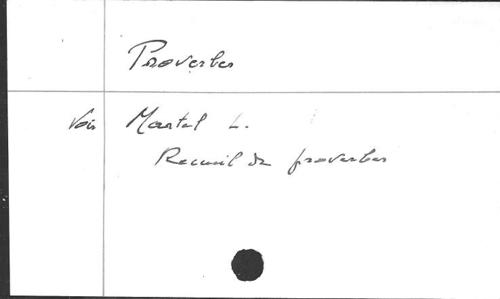 Proverbes
Voir Martel L.
Recueil de proverbes